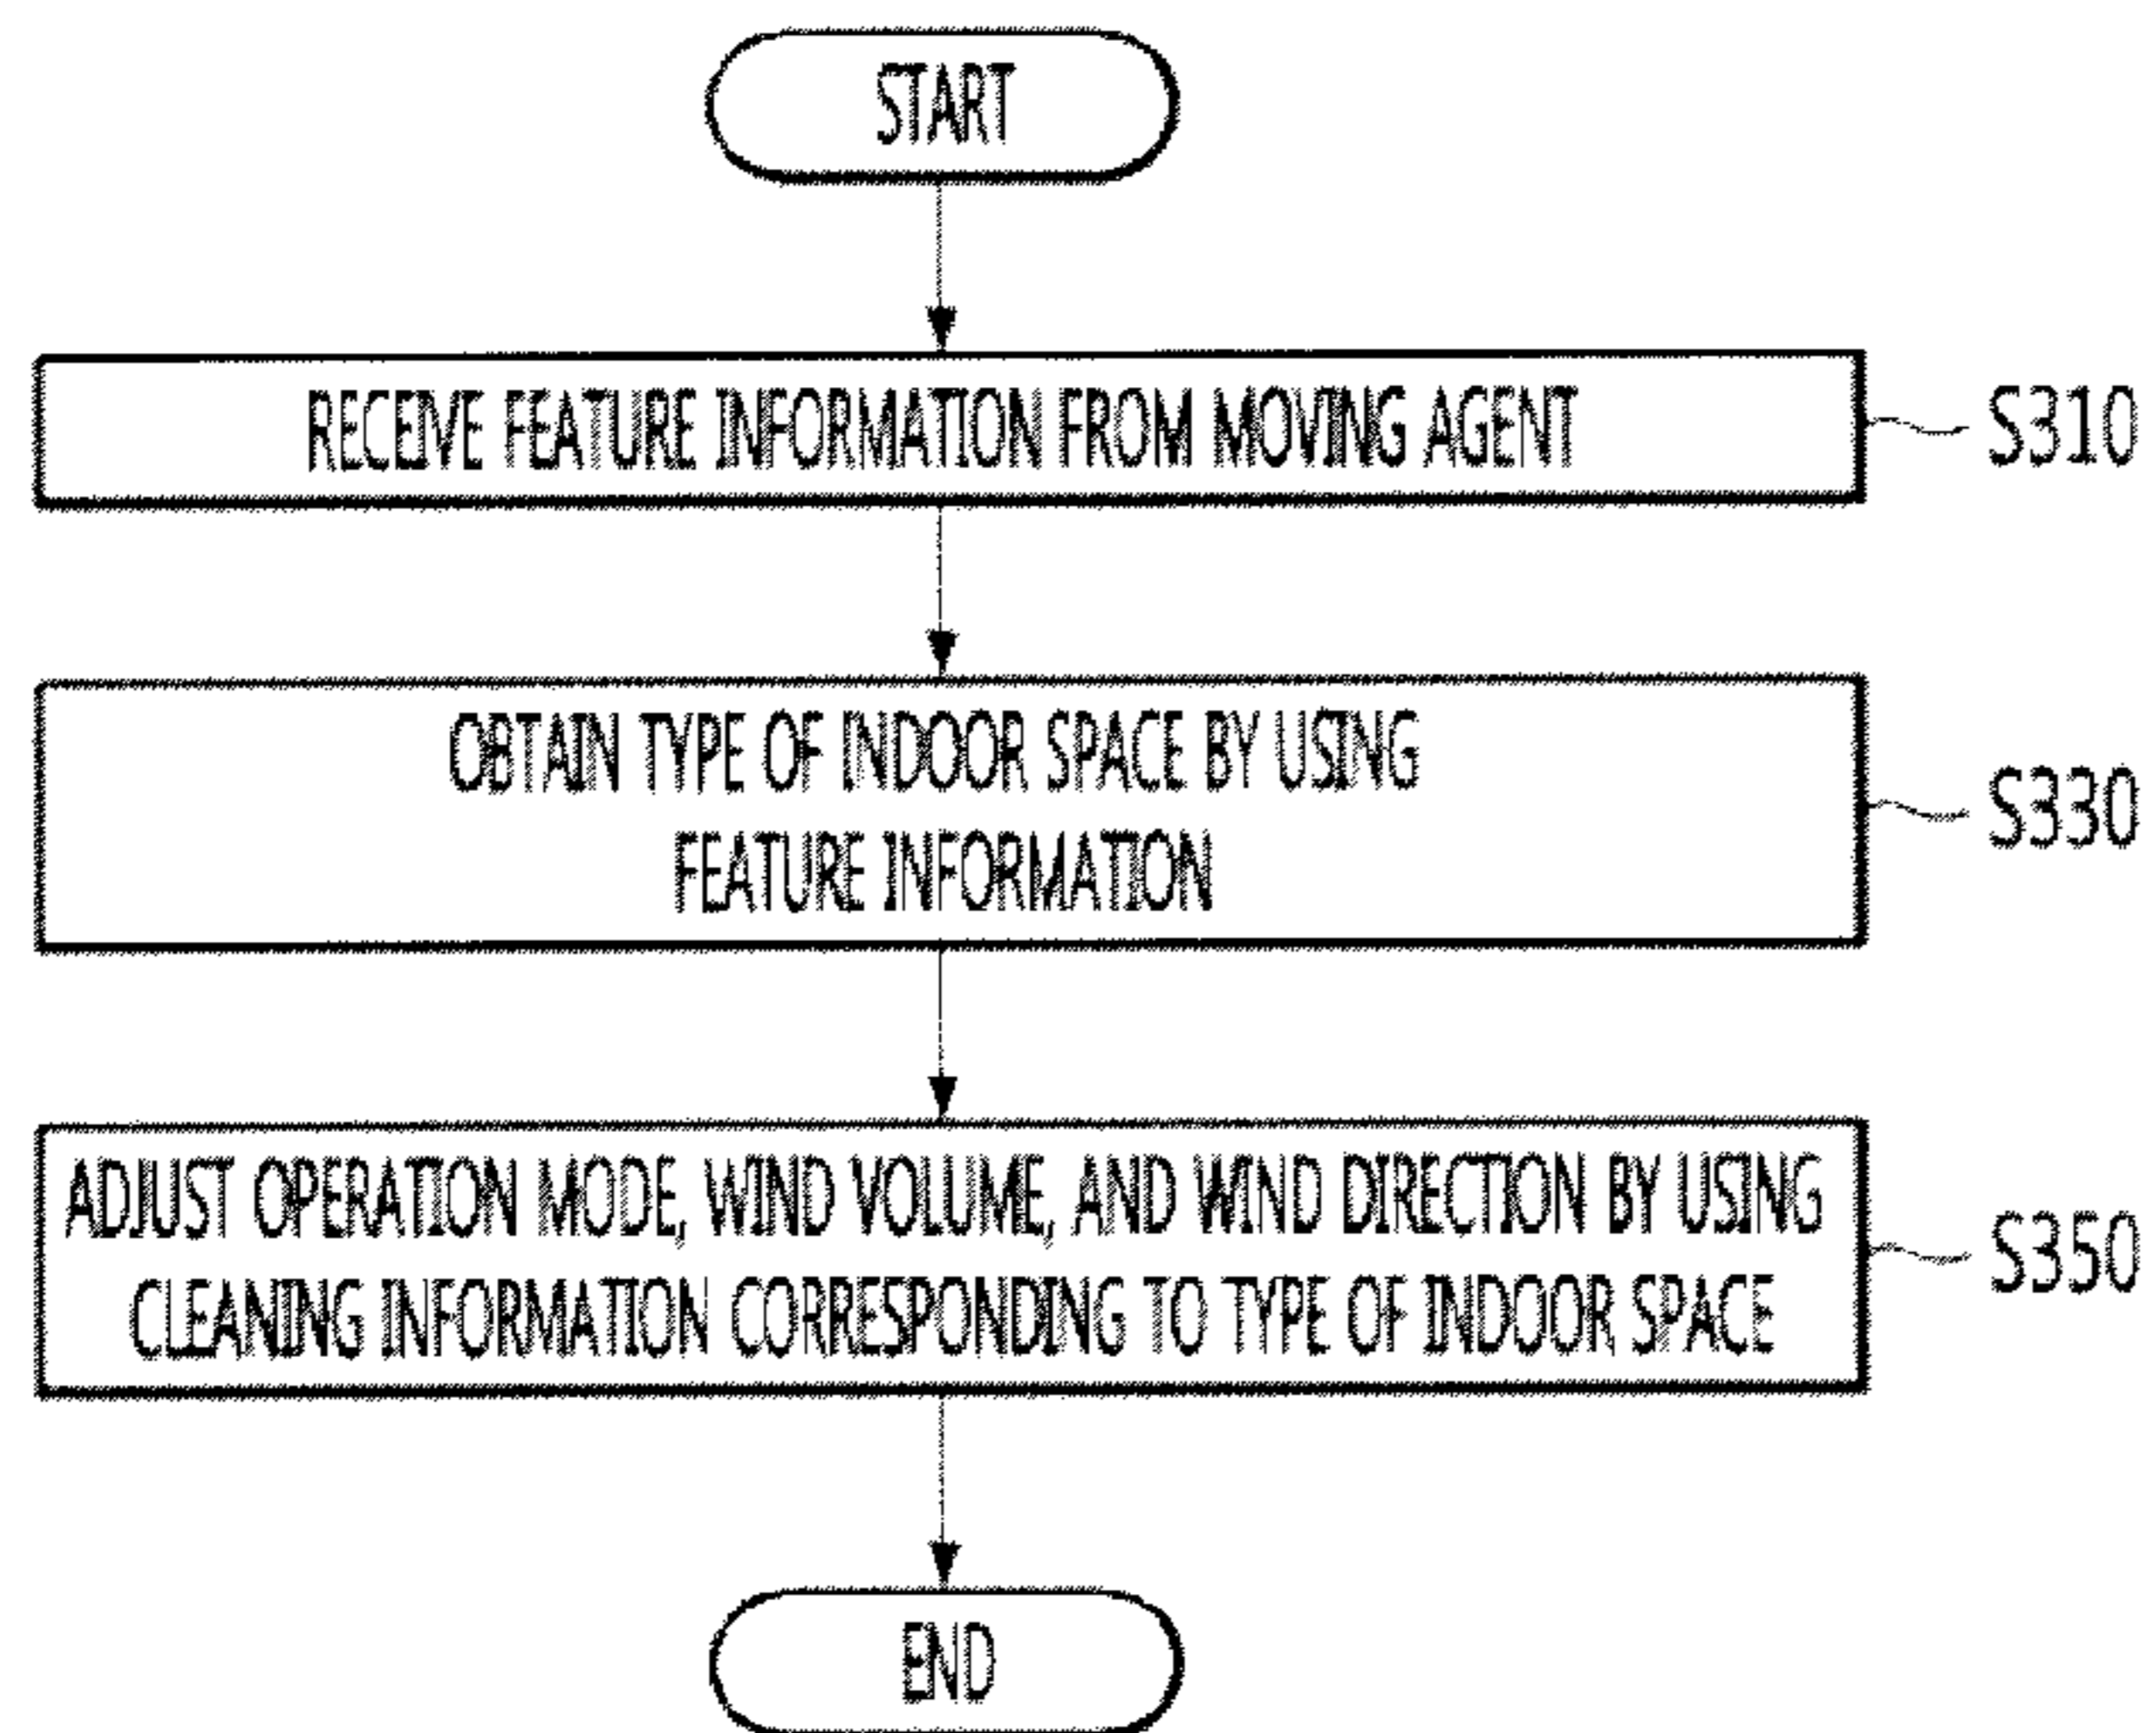 START
RECEIVE FEATURE INFORMATION FROM MOVING AGENT
S310
OBTAIN TYPE OF INDOOR SPACE BY USING
FEATURE INFORMATION
S330
ADJUST OPERATION MODE, WIND VOLUME, AND WIND DIRECTION BY USING
CLEANING INFORMATION CORRESPONDING TO TYPE OF INDOOR SPACE
S350
END